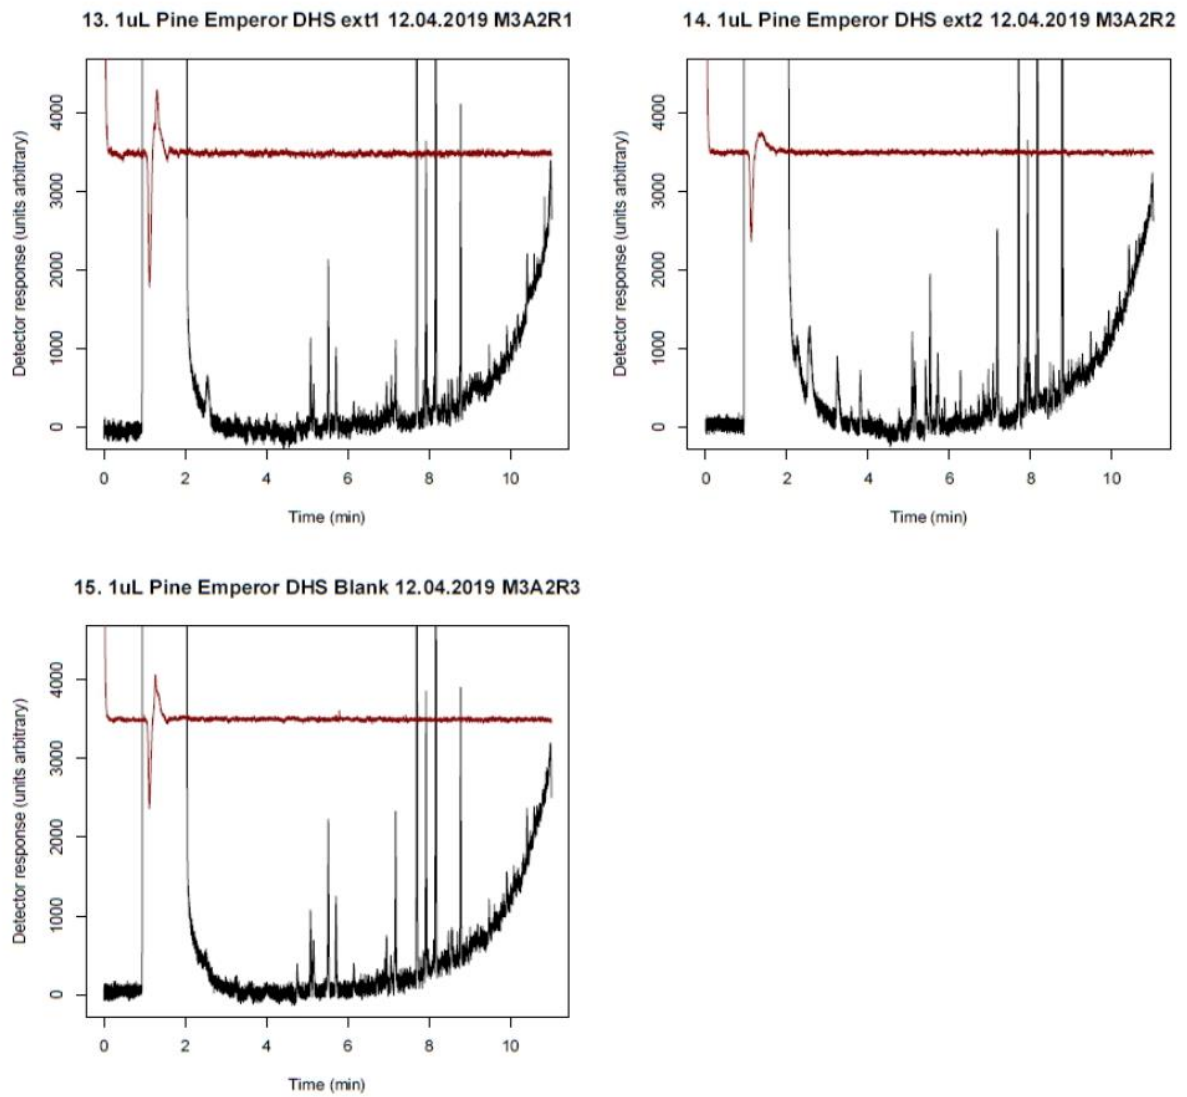 13. 1uL Pine Emperor DHS ext1 12.04.2019 M3A2R1
Detector response (units arbitrary)
4000
3000
2000
1000
0
0 2 4 6 8 10
Time (min)
14. 1uL Pine Emperor DHS ext2 12.04.2019 M3A2R2
Detector response (units arbitrary)
4000
3000
2000
1000
0
0 2 4 6 8 10
Time (min)
15. 1uL Pine Emperor DHS Blank 12.04.2019 M3A2R3
Detector response (units arbitrary)
4000
3000
2000
1000
0
0 2 4 6 8 10
Time (min)